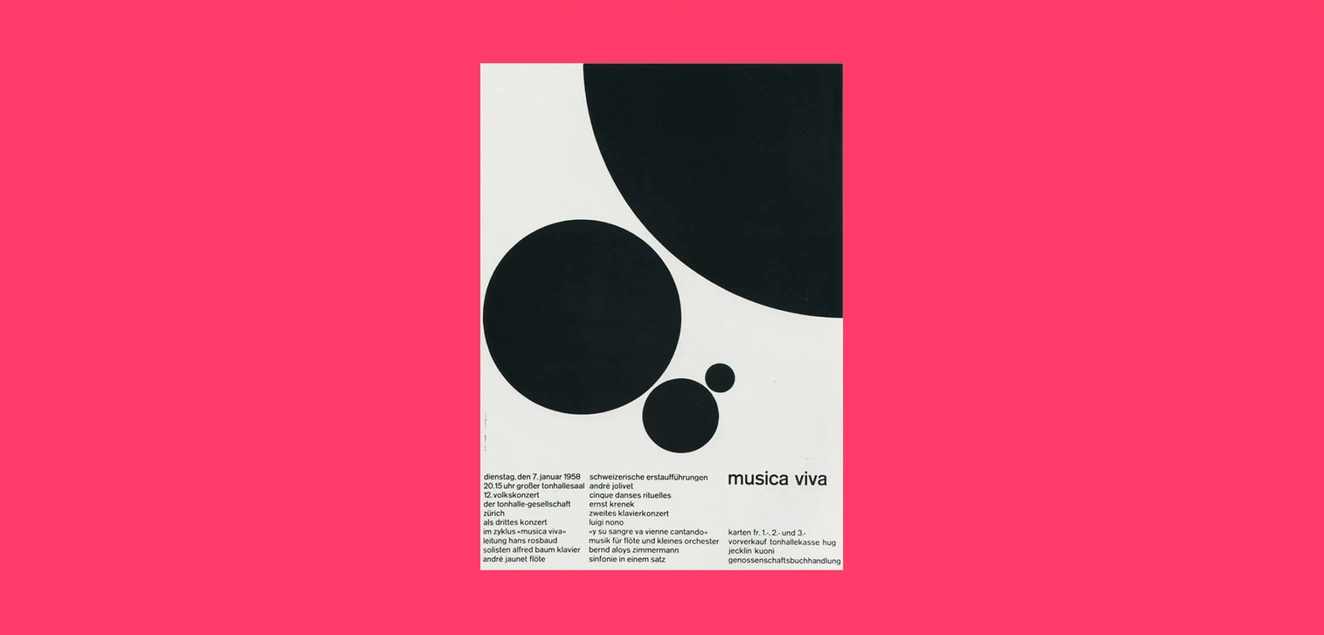 dienstag, den 7. januar 1958
20.15 uhr großer tonhallesaal
12. volkskonzert
der tonhalle-gesellschaft
zürich
als drittes konzert
im zyklus «musica viva»
leitung hans rosbaud
solisten alfred baum klavier
andré jaunet flöte
schweizerische erstaufführungen
andré jolivet
cinque danses rituelles
ernst krenek
zweites klavierkonzert
luigi nono
«y su sangre va vienne cantando»
musik für flöte und kleines orchester
bernd aloys zimmermann
sinfonie in einem satz
musica viva
karten fr. 1.-, 2.- und 3.-
vorverkauf tonhallekasse hug
jecklin kuoni
genossenschaftsbuchhandlung